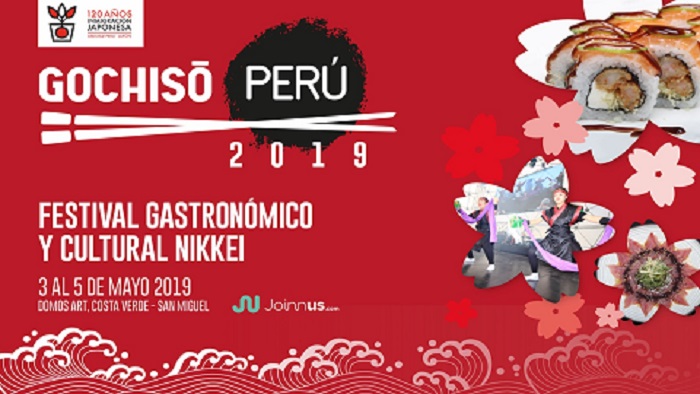 120 AÑOS
INMIGRACIÓN
JAPONESA
GOCHISŌ PERÚ
2019
FESTIVAL GASTRONÓMICO
Y CULTURAL NIKKEI
3 AL 5 DE MAYO 2019
DOMOS ART, COSTA VERDE - SAN MIGUEL
Joinnus.com